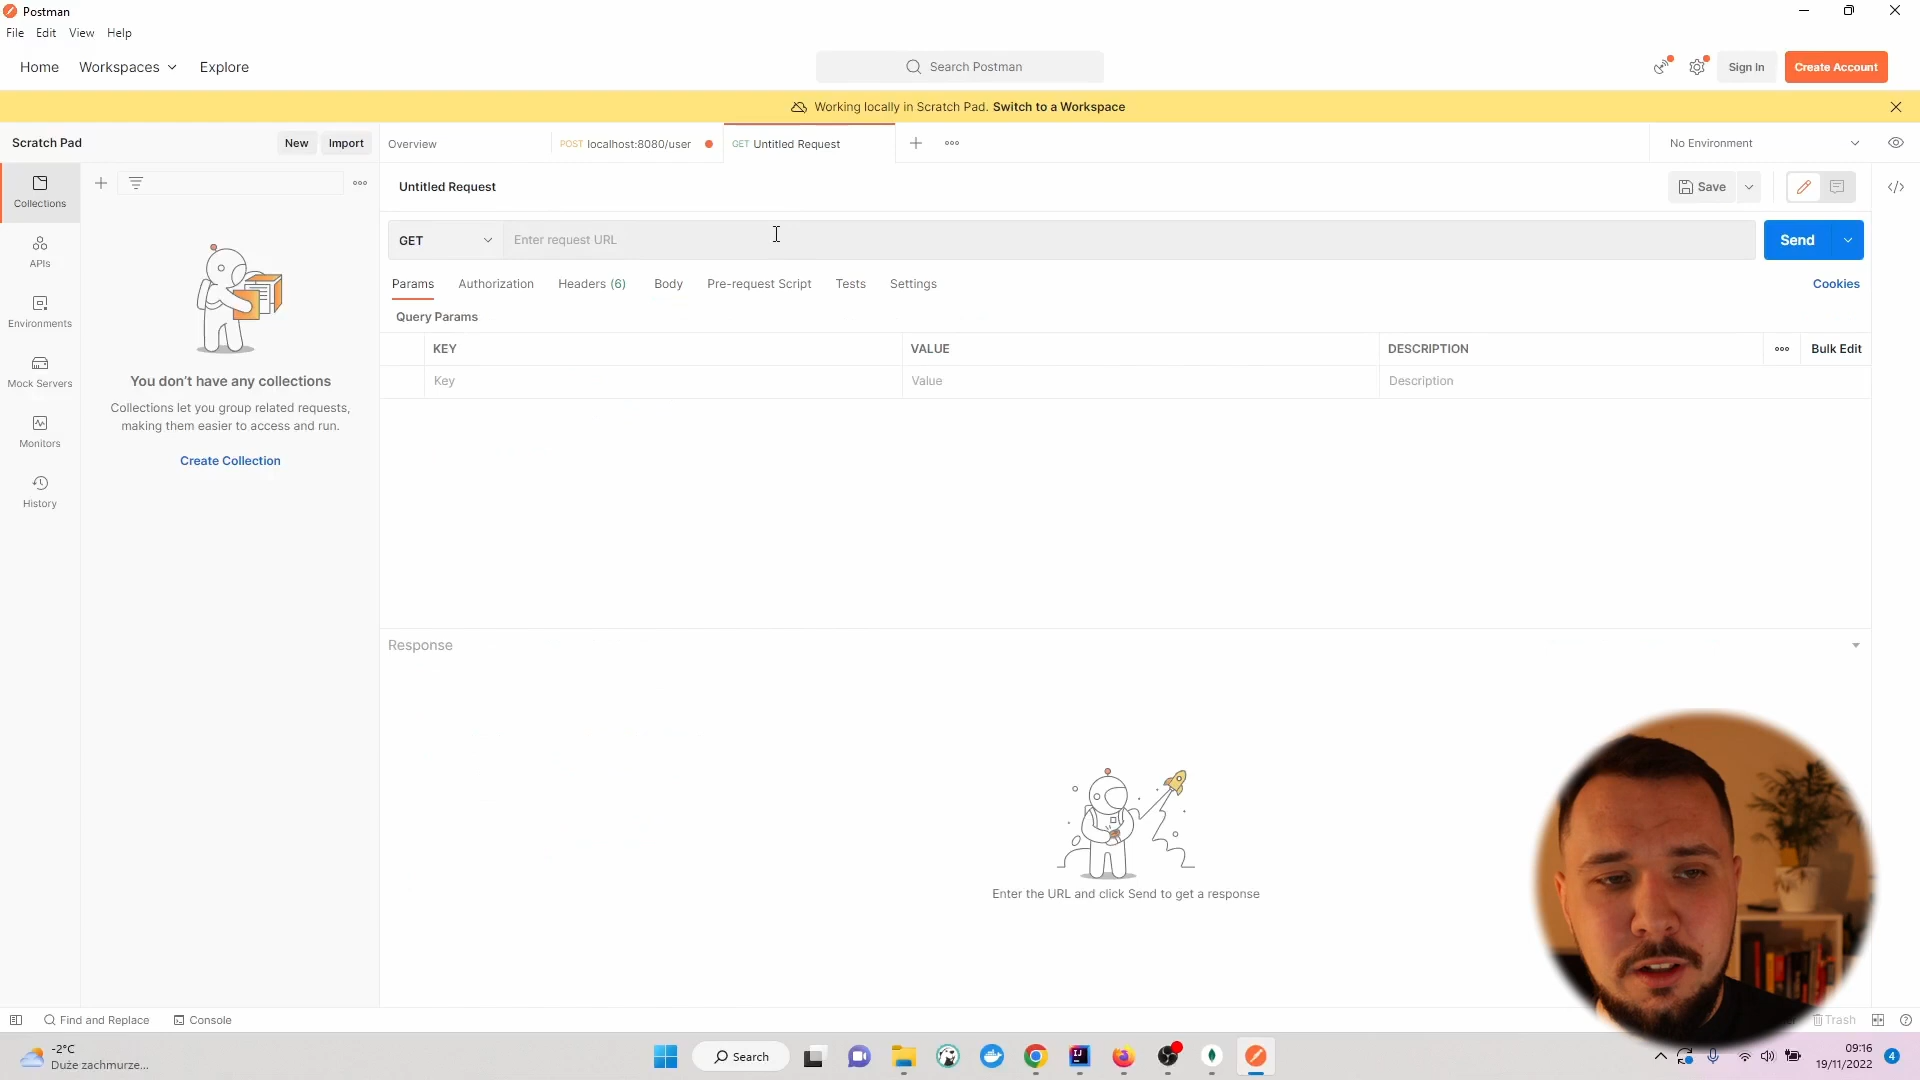 Postman
File Edit View Help
Home Workspaces Explore
Search Postman
Sign In
Create Account
Working locally in Scratch Pad. Switch to a Workspace
Scratch Pad
New
Import
Overview
POST localhost:8080/user
GET Untitled Request
No Environment
Collections
Untitled Request
Save
GET
Enter request URL
Send
APIs
Params Authorization Headers (6) Body Pre-request Script Tests Settings
Cookies
Environments
Query Params
KEY VALUE DESCRIPTION
Bulk Edit
Key Value Description
Mock Servers
You don't have any collections
Collections let you group related requests,
making them easier to access and run.
Create Collection
Monitors
History
Response
Enter the URL and click Send to get a response
Find and Replace
Console
Trash
-2°C
Duże zachmurze...
Search
09:16
19/11/2022
4